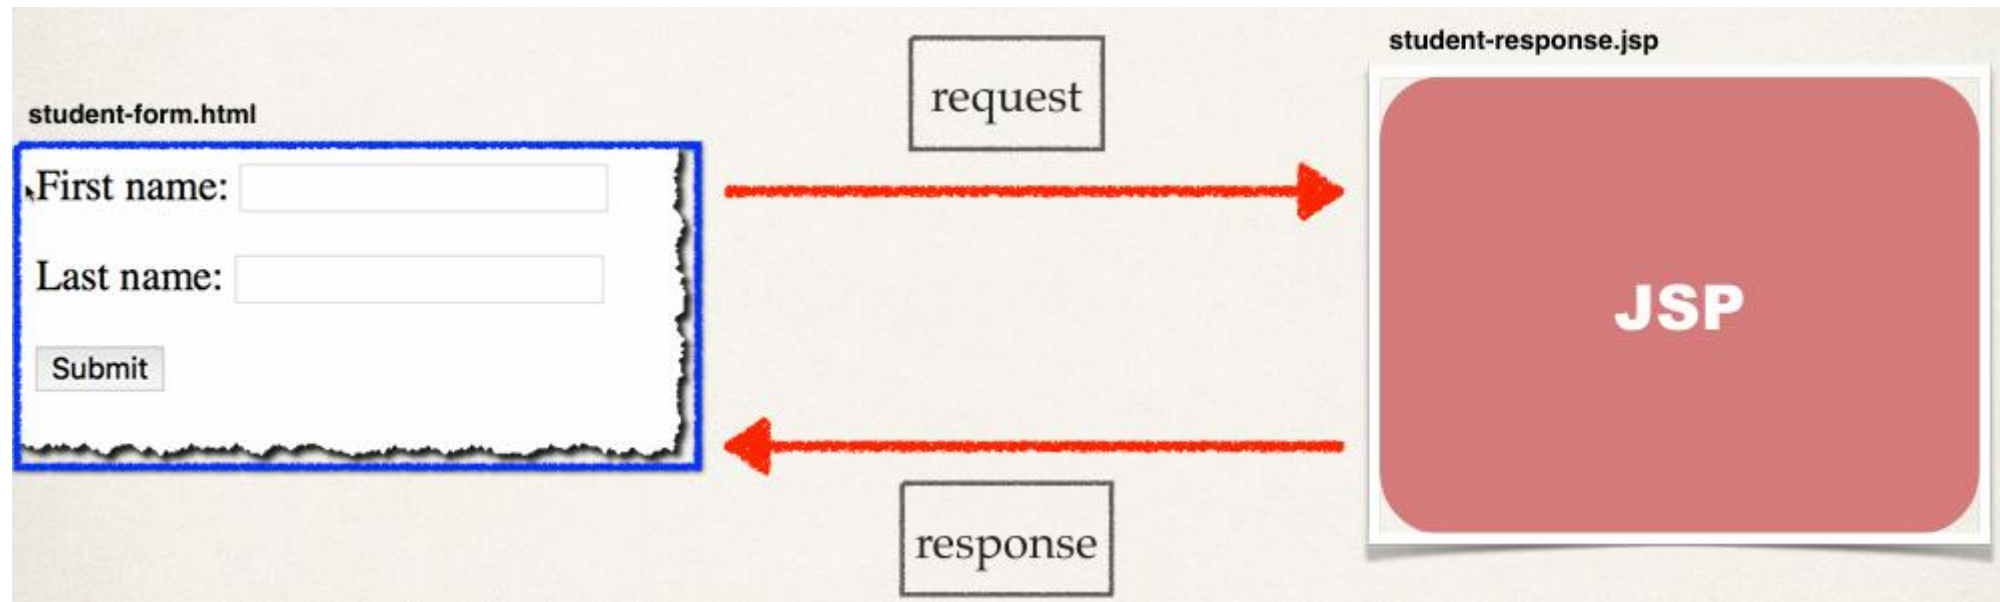 student-form.html
First name:
Last name:
Submit
request
response
student-response.jsp
JSP